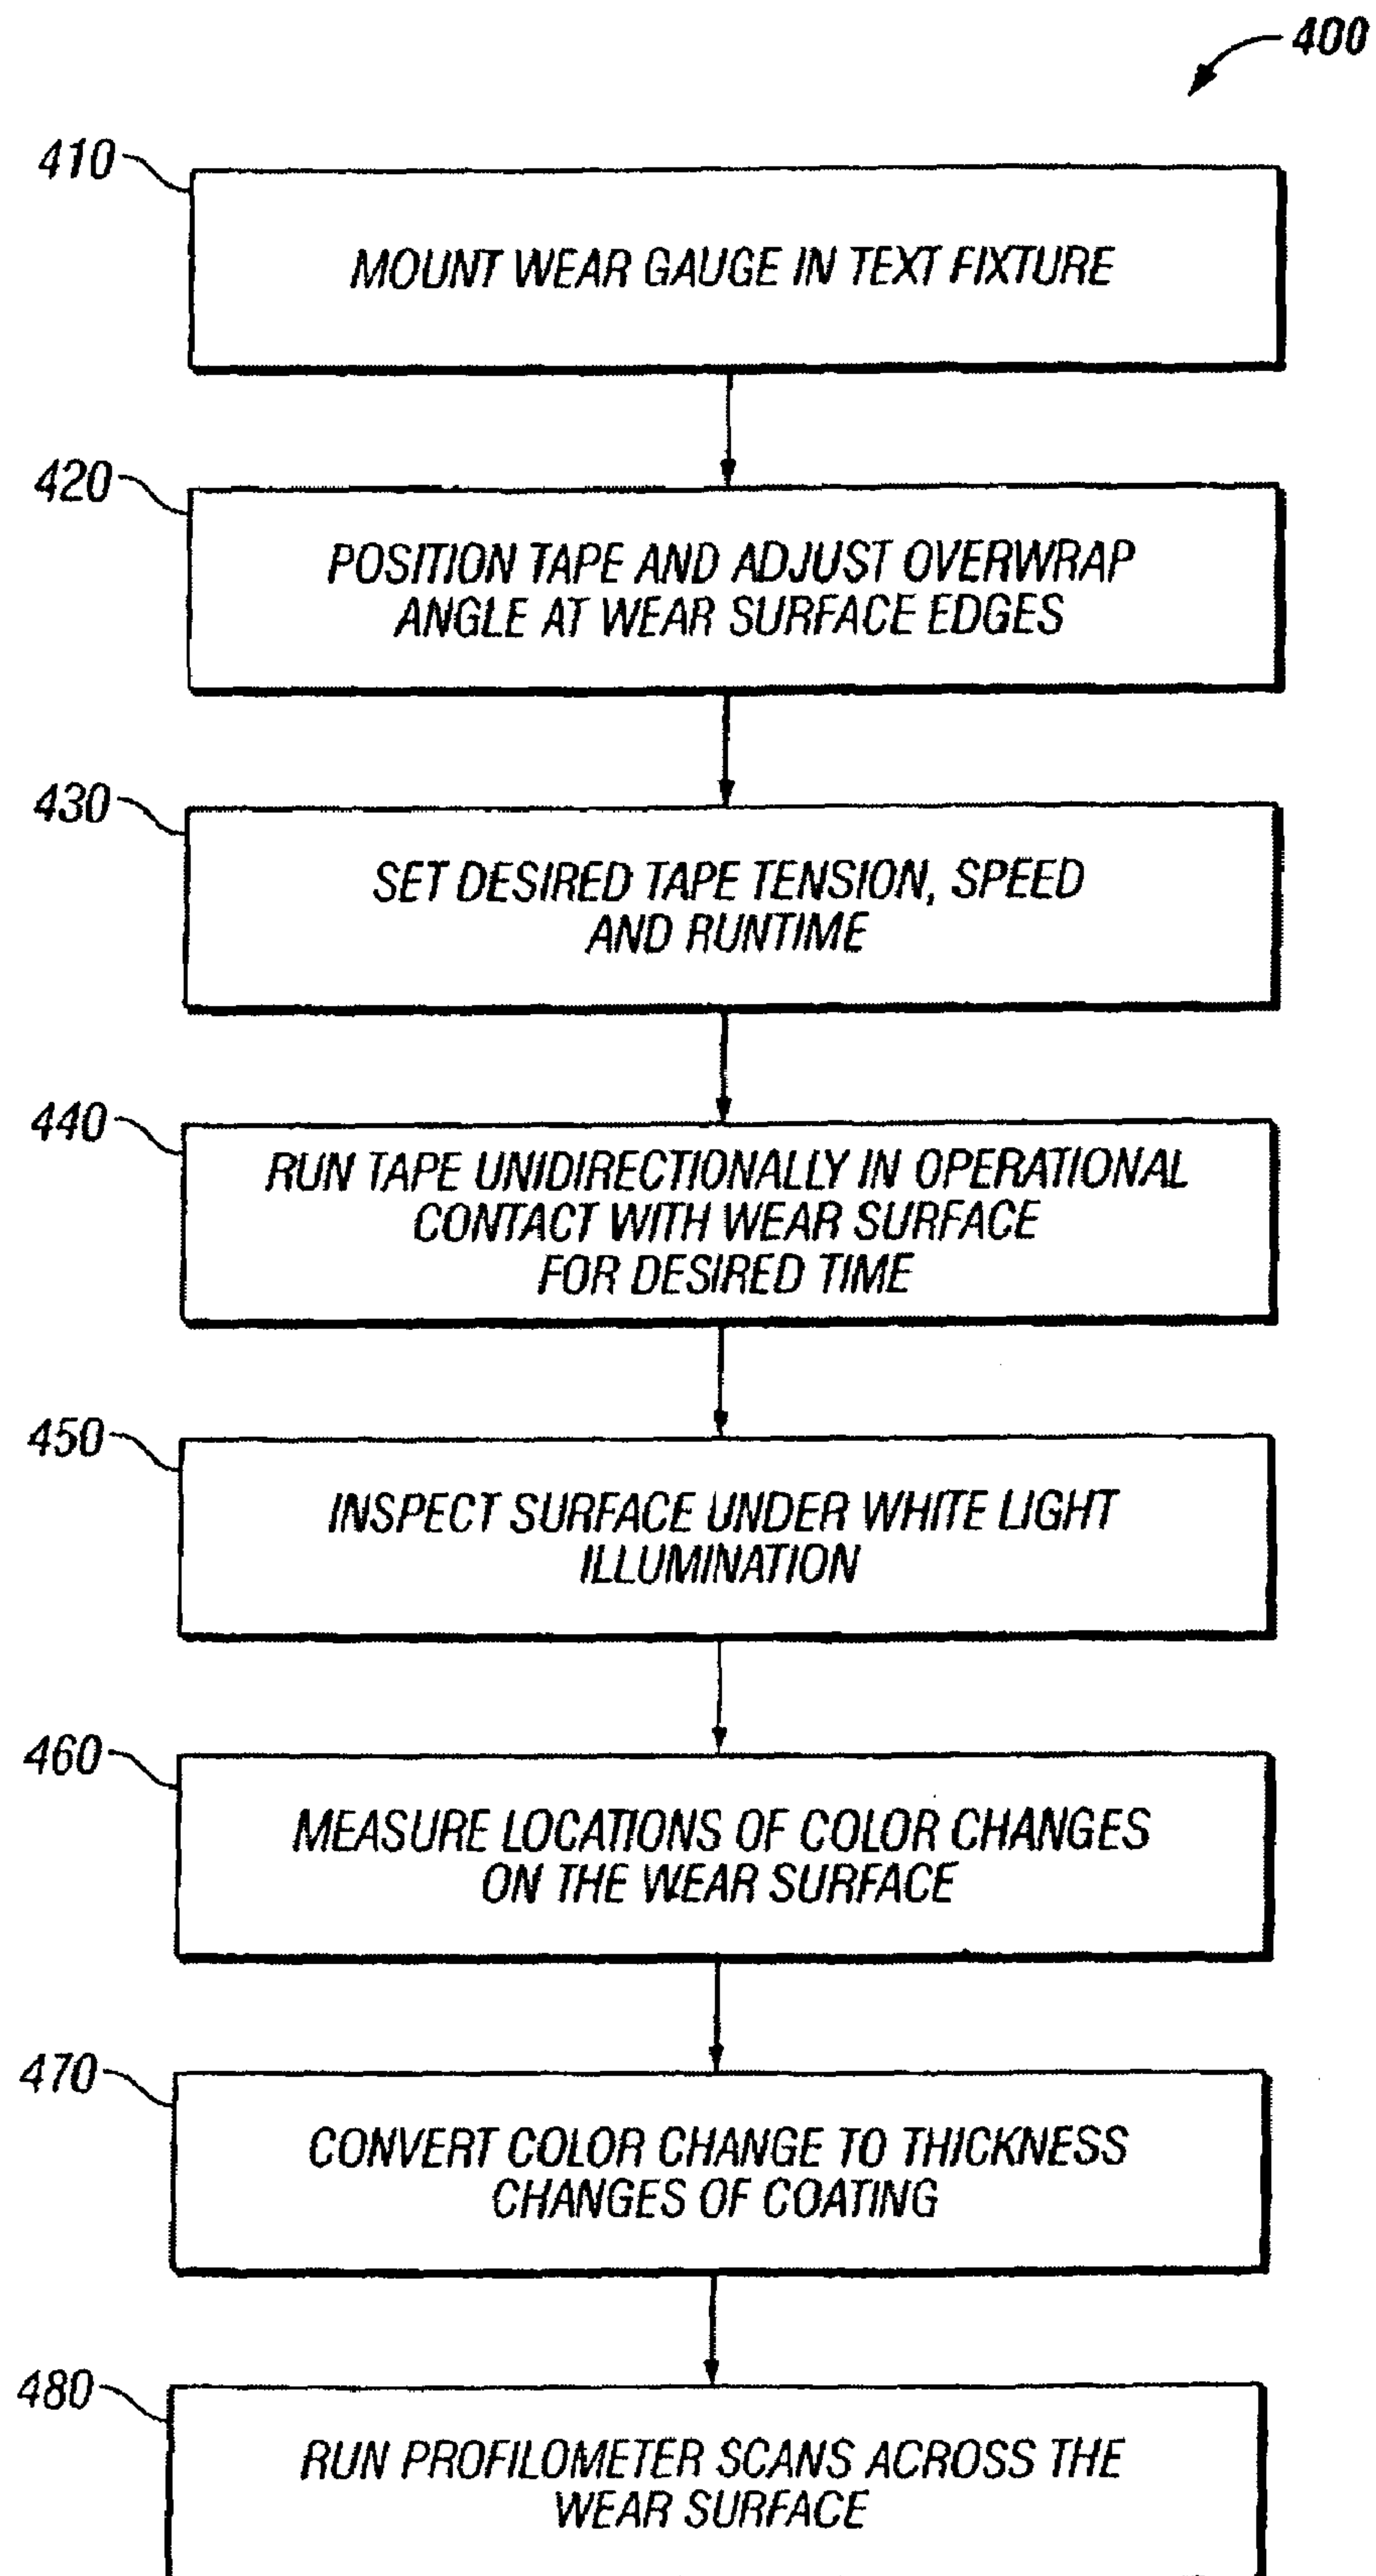 400
410
MOUNT WEAR GAUGE IN TEXT FIXTURE
420
POSITION TAPE AND ADJUST OVERWRAP
ANGLE AT WEAR SURFACE EDGES
430
SET DESIRED TAPE TENSION, SPEED
AND RUNTIME
440
RUN TAPE UNIDIRECTIONALLY IN OPERATIONAL
CONTACT WITH WEAR SURFACE
FOR DESIRED TIME
450
INSPECT SURFACE UNDER WHITE LIGHT
ILLUMINATION
460
MEASURE LOCATIONS OF COLOR CHANGES
ON THE WEAR SURFACE
470
CONVERT COLOR CHANGE TO THICKNESS
CHANGES OF COATING
480
RUN PROFILOMETER SCANS ACROSS THE
WEAR SURFACE